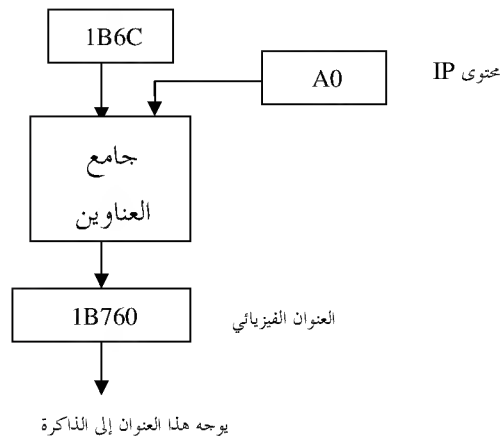 1B6C
A0
محتوى IP
جامع
العناوين
1B760
العنوان الفيزيائي
يوجه هذا العنوان إلى الذاكرة